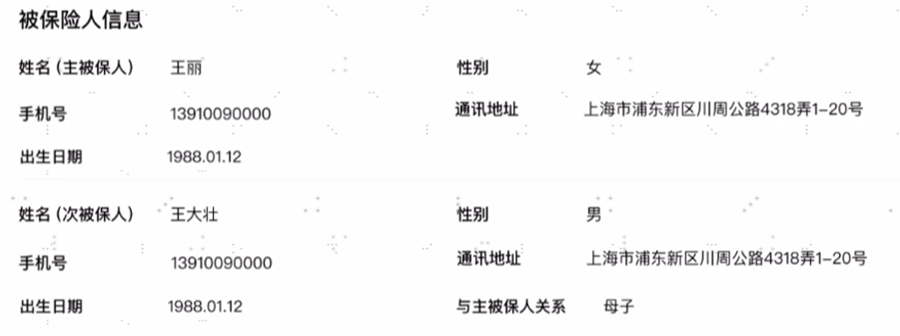 被保险人信息
姓名 (主被保人) 王丽 性别 女
手机号 13910090000 通讯地址 上海市浦东新区川周公路4318弄1-20号
出生日期 1988.01.12
姓名 (次被保人) 王大壮 性别 男
手机号 13910090000 通讯地址 上海市浦东新区川周公路4318弄1-20号
出生日期 1988.01.12 与主被保人关系 母子